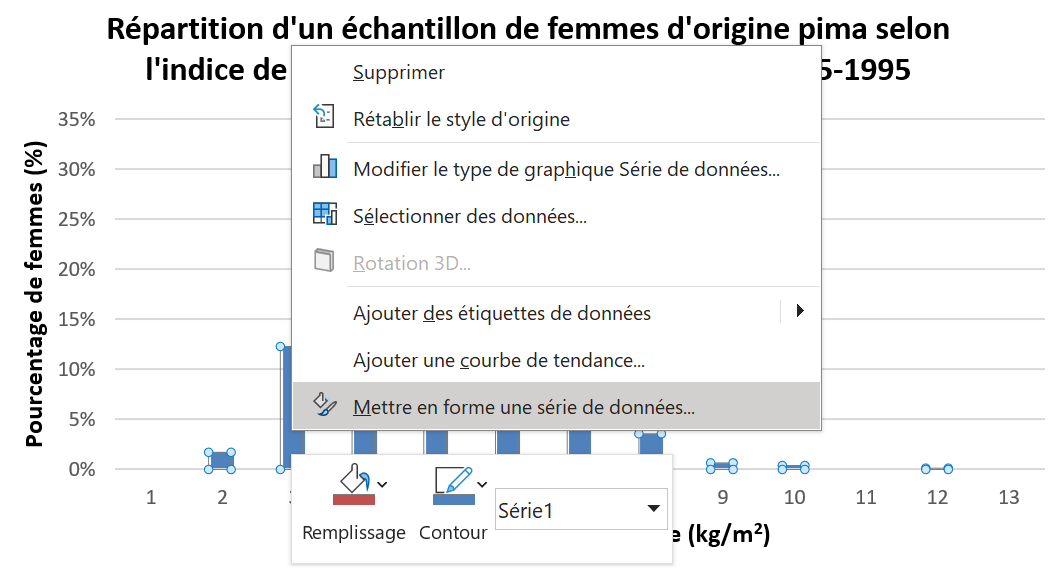 Répartition d'un échantillon de femmes d'origine pima selon
l'indice de 5-1995
Supprimer
Rétablir le style d'origine
Modifier le type de graphique Série de données...
Sélectionner des données...
Rotation 3D...
Ajouter des étiquettes de données
Ajouter une courbe de tendance...
Mettre en forme une série de données...
Pourcentage de femmes (%)
35%
30%
25%
20%
15%
10%
5%
0%
1 2 9 10 11 12 13
Remplissage Contour Série1
e (kg/m²)